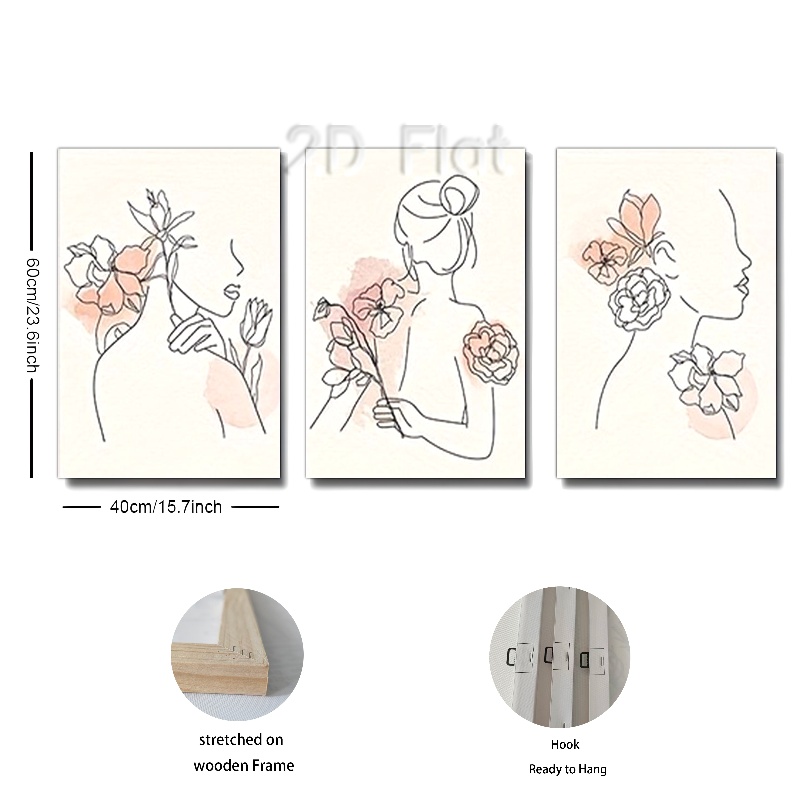 2D Flat
60cm/23.6inch
40cm/15.7inch
stretched on
wooden Frame
Hook
Ready to Hang